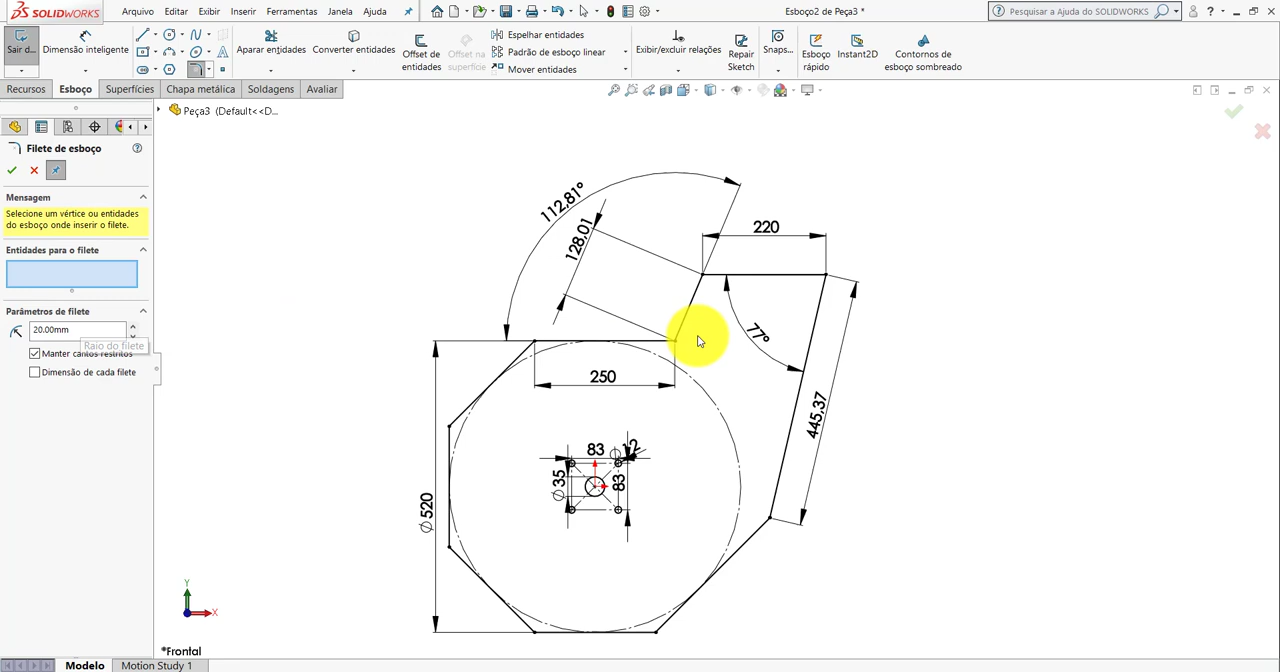 SOLIDWORKS
Arquivo Editar Exibir Inserir Ferramentas Janela Ajuda
Esboço2 de Peça3 *
Pesquisar a Ajuda do SOLIDWORKS
Sair d...
Dimensão inteligente
Aparar entidades
Converter entidades
Offset de entidades
Offset na superfície
Espelhar entidades
Padrão de esboço linear
Mover entidades
Exibir/excluir relações
Repair Sketch
Snaps...
Esboço rápido
Instant2D
Contornos de esboço sombreado
Recursos Esboço Superfícies Chapa metálica Soldagens Avaliar
Peça3 (Default<<D...
Filete de esboço
Mensagem
Selecione um vértice ou entidades
do esboço onde inserir o filete.
Entidades para o filete
Parâmetros de filete
20.00mm
Raio do filete
Manter cantos restritos
Dimensão de cada filete
112,81°
128,01
220
77°
445,37
250
83
∅12
∅35
83
∅520
Y
X
*Frontal
Modelo Motion Study 1